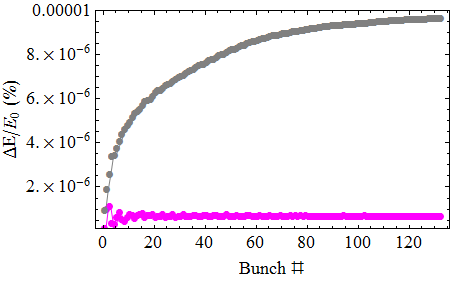 0.00001
8. × 10⁻⁶
6. × 10⁻⁶
4. × 10⁻⁶
2. × 10⁻⁶
ΔE/E₀ (%)
0 20 40 60 80 100 120
Bunch #